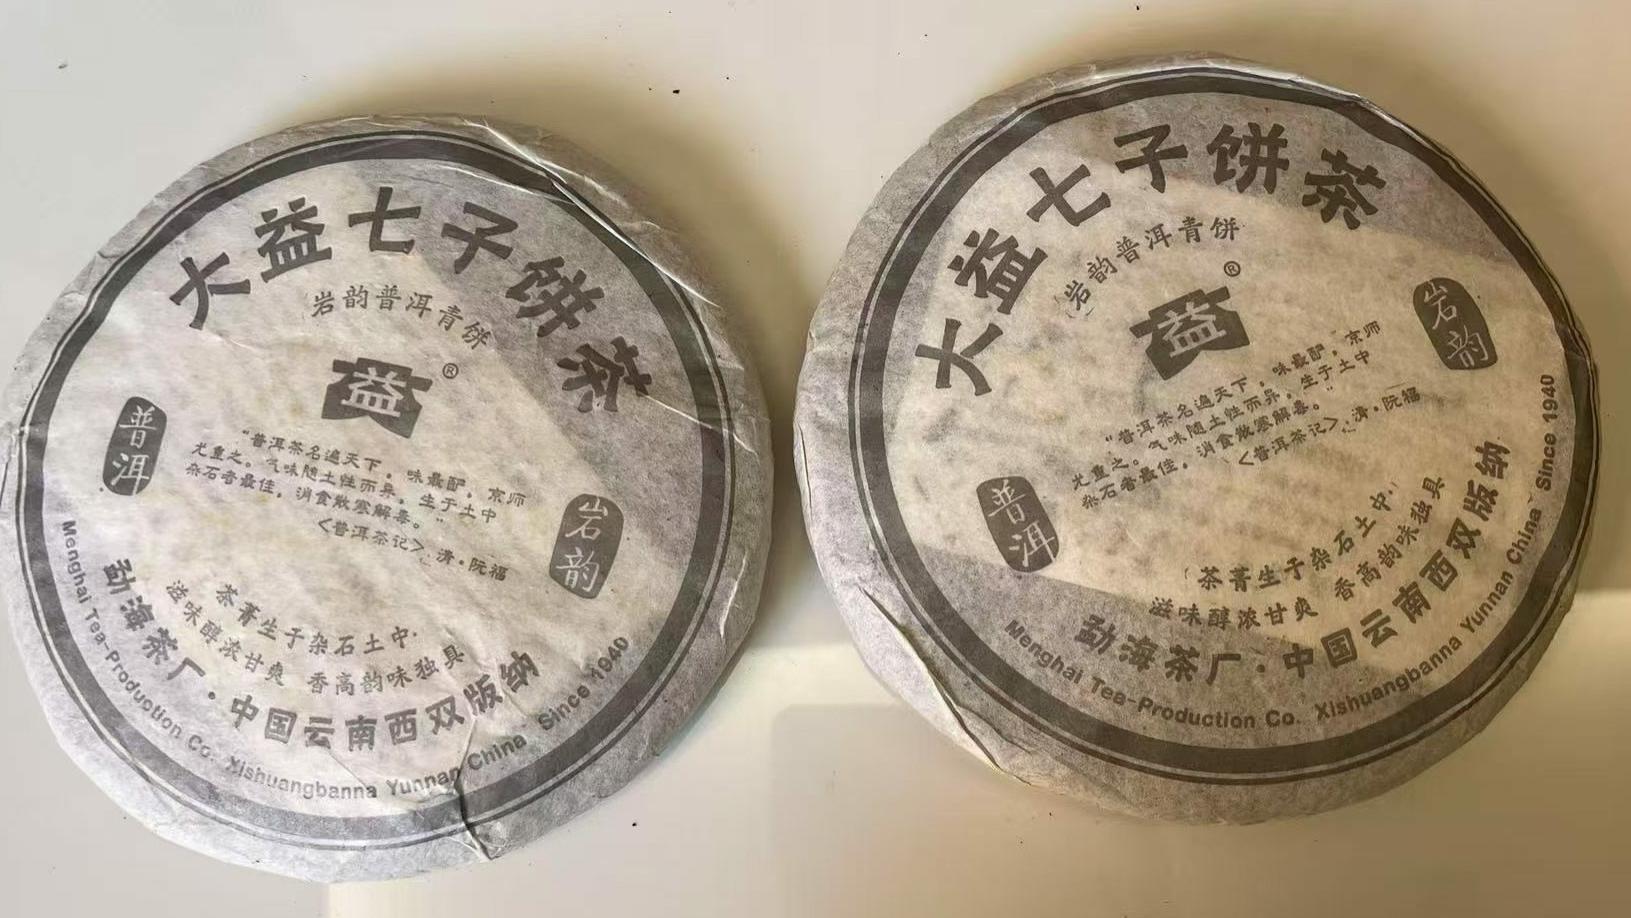 大益七子饼茶
岩韵普洱青饼
益®
普洱
"普洱茶名遍天下，味最酽，京师
尤重之。气味随土性而异，生于土中
杂石者最佳，消食散寒解毒。"
<普洱茶记>：清·阮福
岩韵
茶菁生于杂石土中
滋味醇浓甘爽 香高韵味独具
勐海茶厂·中国云南西双版纳
Menghai Tea-Production Co. Xishuangbanna Yunnan China Since 1940
大益七子饼茶
岩韵普洱青饼
益®
岩韵
"普洱茶名遍天下，味最酽，京师
尤重之。气味随土性而异，生于土中
杂石者最佳，消食散寒解毒。"
<普洱茶记>：清·阮福
普洱
茶菁生于杂石土中
滋味醇浓甘爽 香高韵味独具
勐海茶厂·中国云南西双版纳
Menghai Tea-Production Co. Xishuangbanna Yunnan China Since 1940